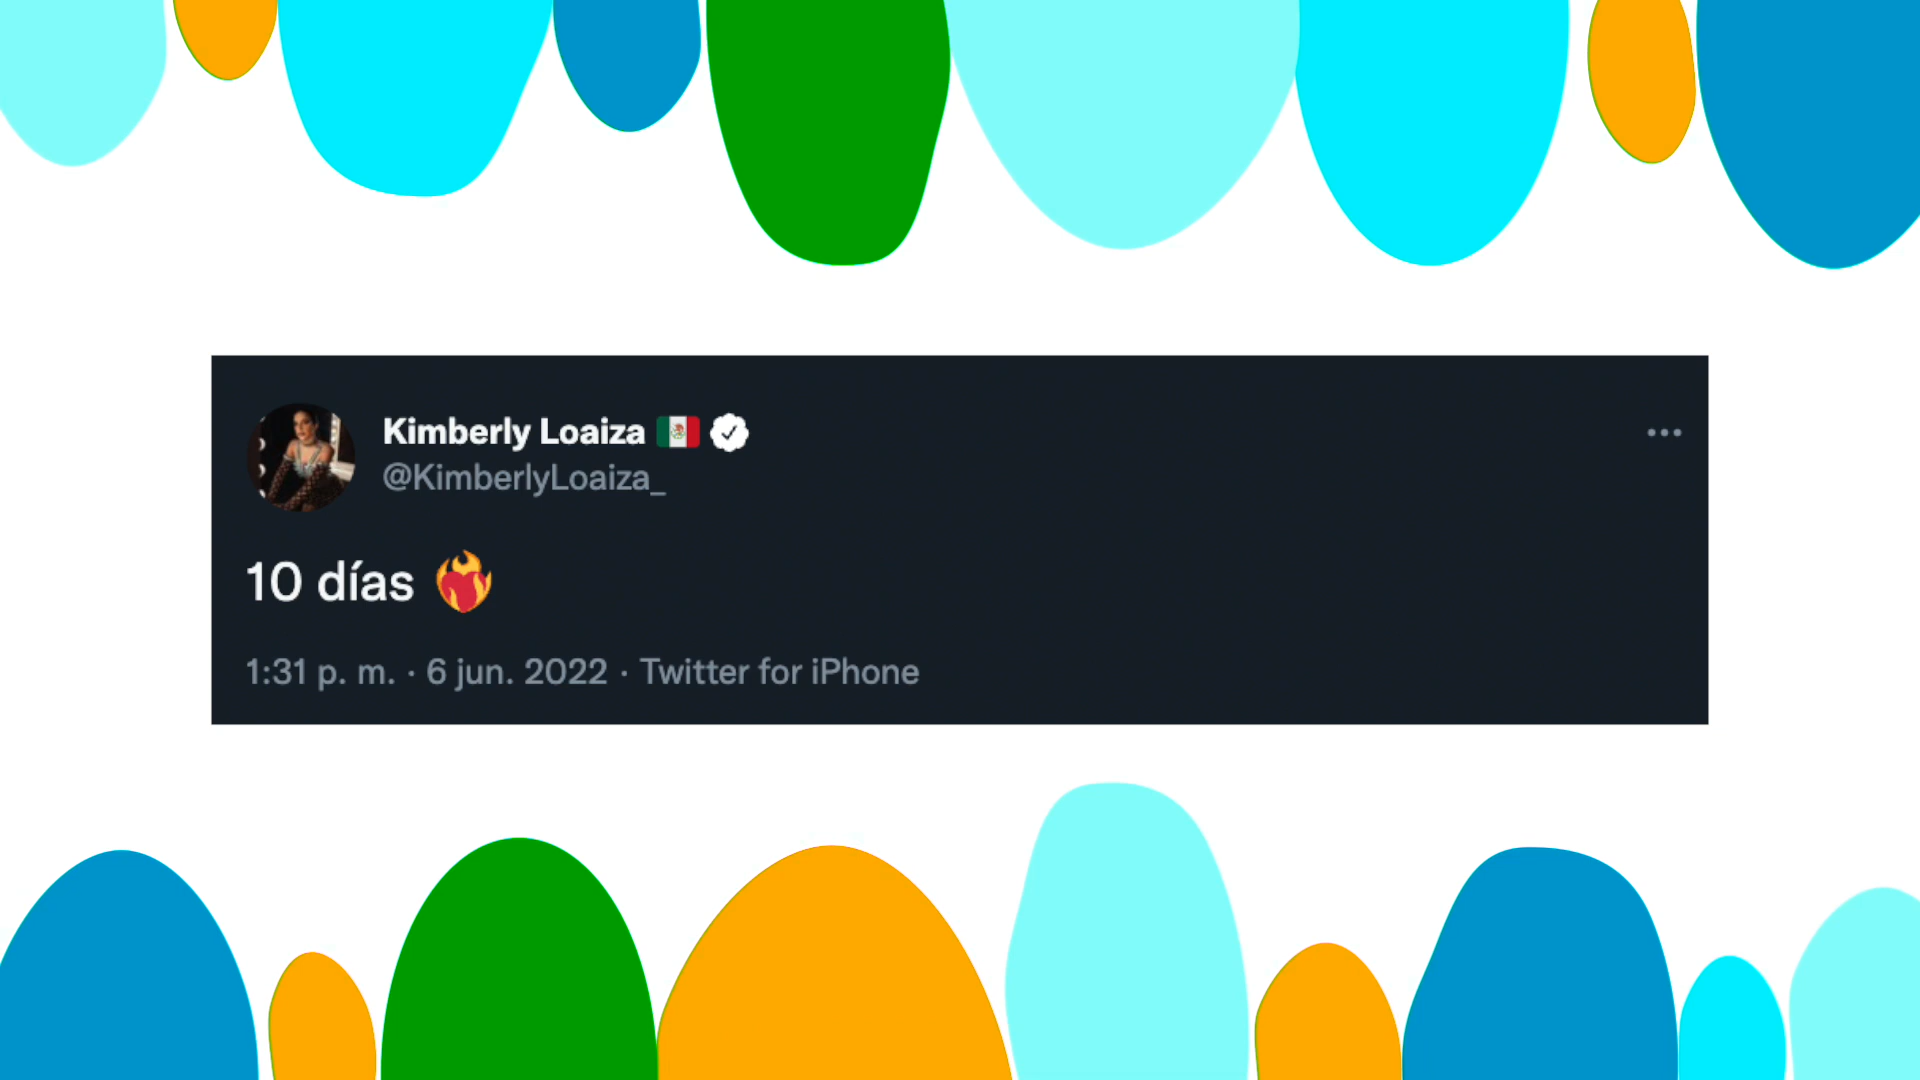 Kimberly Loaiza 🇲🇽
@KimberlyLoaiza_
10 días ❤️‍🔥
1:31 p. m. · 6 jun. 2022 · Twitter for iPhone